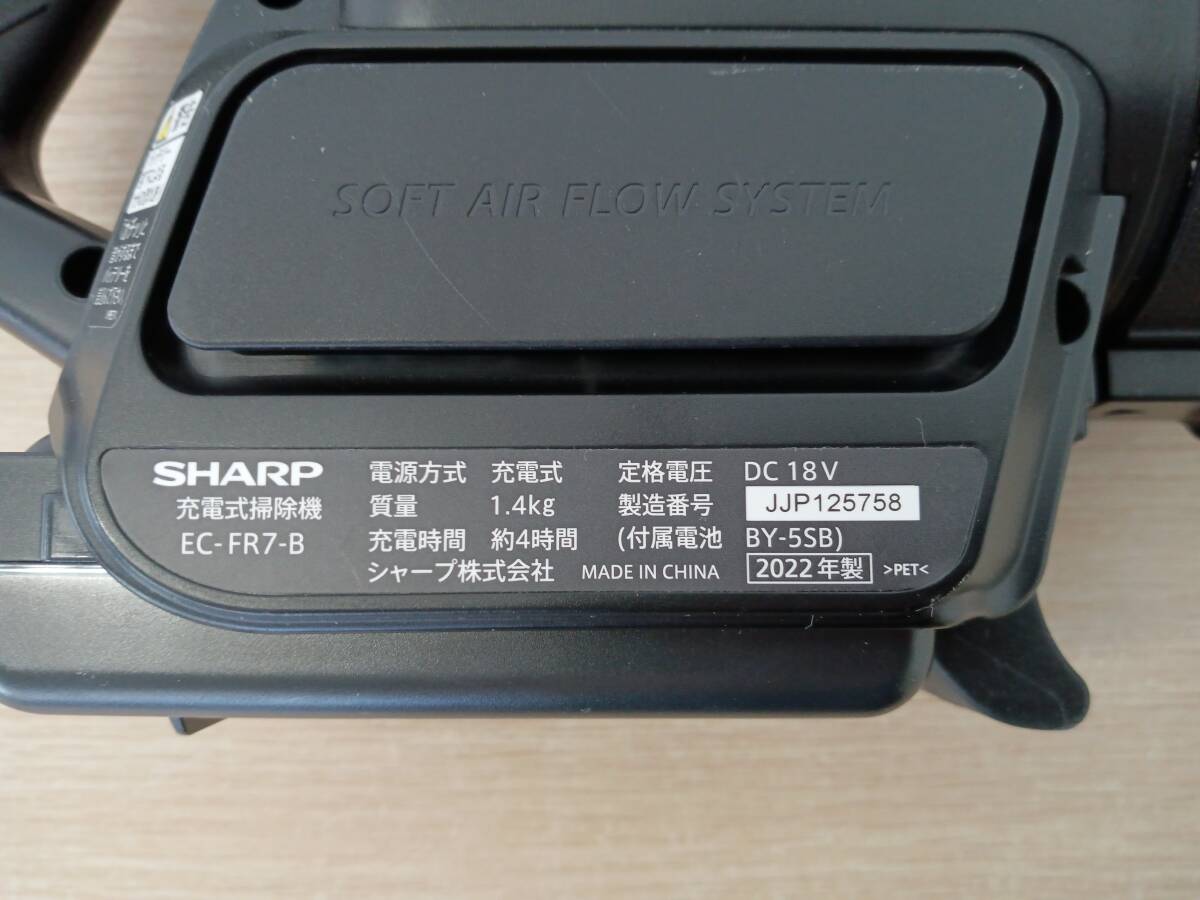 SOFT AIR FLOW SYSTEM
SHARP 電源方式 充電式 定格電圧 DC 18V
充電式掃除機 質量 1.4kg 製造番号 JJP125758
EC-FR7-B 充電時間 約4時間 (付属電池 BY-5SB)
シャープ株式会社 MADE IN CHINA 2022年製 >PET<